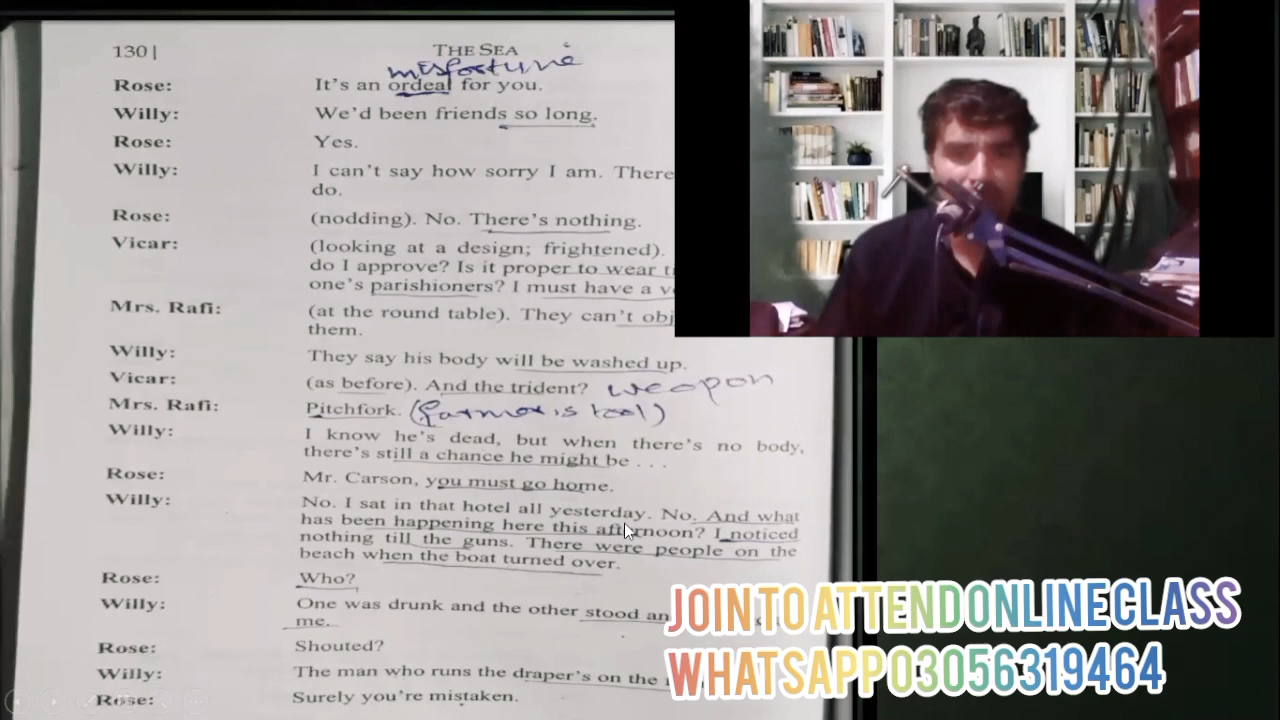 130 | THE SEA
misfortune
Rose: It's an ordeal for you.
Willy: We'd been friends so long.
Rose: Yes.
Willy: I can't say how sorry I am. There
do.
Rose: (nodding). No. There's nothing.
Vicar: (looking at a design; frightened).
do I approve? Is it proper to wear
one's parishioners? I must have a
Mrs. Rafi: (at the round table). They can't
them.
Willy: They say his body will be washed up.
Vicar: (as before). And the trident? weapon
Mrs. Rafi: Pitchfork. (farmer is tool)
Willy: I know he's dead, but when there's no body,
there's still a chance he might be . . .
Rose: Mr. Carson, you must go home.
Willy: No. I sat in that hotel all yesterday. No. And what
has been happening here this afternoon? I noticed
nothing till the guns. There were people on the
beach when the boat turned over.
Rose: Who?
Willy: One was drunk and the other stood
me.
Rose: Shouted?
Willy: The man who runs the draper's on the
Rose: Surely you're mistaken.
JOIN TO ATTEND ONLINE CLASS
WHATSAPP 03056319464